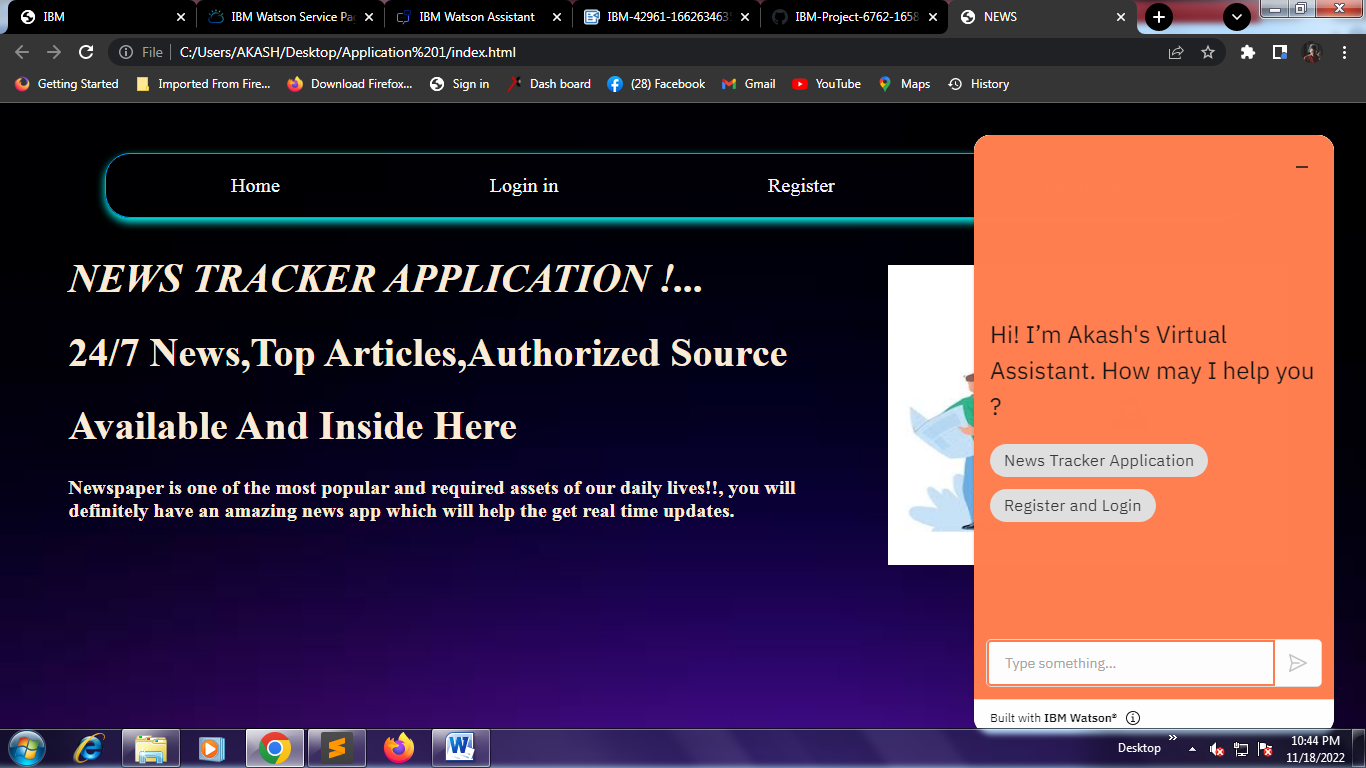 IBM
IBM Watson Service Pa
IBM Watson Assistant
IBM-42961-166263463
IBM-Project-6762-1658
NEWS
File
C:/Users/AKASH/Desktop/Application%201/index.html
Getting Started
Imported From Fire...
Download Firefox...
Sign in
Dash board
(28) Facebook
Gmail
YouTube
Maps
History
Home
Login in
Register
NEWS TRACKER APPLICATION !...
24/7 News,Top Articles,Authorized Source
Available And Inside Here
Newspaper is one of the most popular and required assets of our daily lives!!, you will
definitely have an amazing news app which will help the get real time updates.
Hi! I’m Akash's Virtual
Assistant. How may I help you
?
News Tracker Application
Register and Login
Type something...
Built with IBM Watson®
Desktop
10:44 PM
11/18/2022